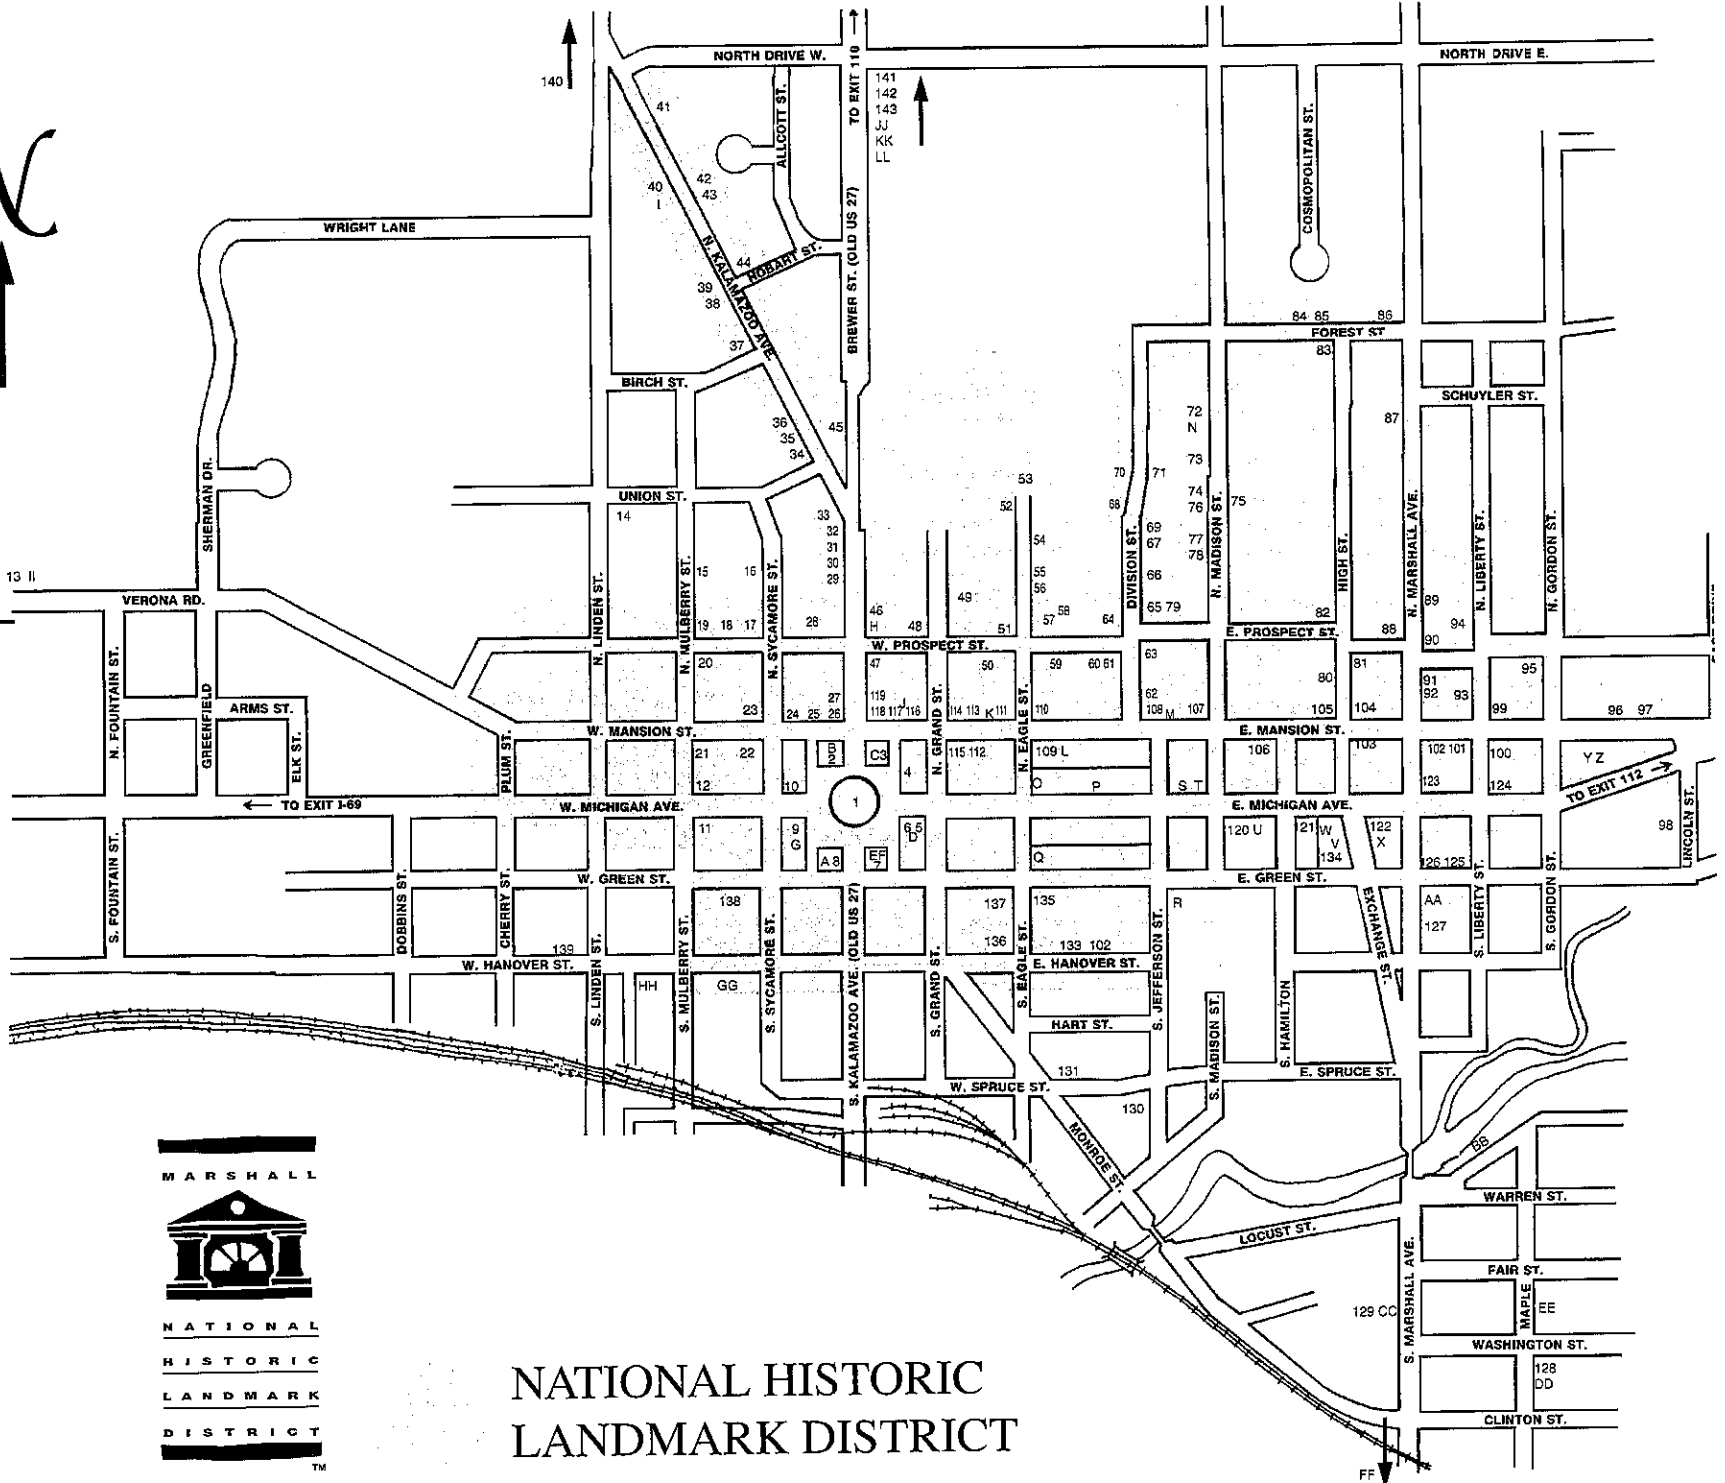 N
140
NORTH DRIVE W.
TO EXIT 110
NORTH DRIVE E.
141
142
143
JJ
KK
LL
41
ALLCOTT ST.
COSMOPOLITAN ST.
40
I
42
43
WRIGHT LANE
N. KALAMAZOO AVE.
44
HOBART ST.
BREWER ST. (OLD US 27)
39
38
37
84 85
86
FOREST ST
83
BIRCH ST.
SCHUYLER ST.
36
35
34
45
72
N
87
73
SHERMAN DR.
53
70
71
UNION ST.
52
68
74
76
75
14
33
32
31
30
29
54
69
67
77
78
N. MADISON ST.
DIVISION ST.
HIGH ST.
N. MARSHALL AVE.
N. LIBERTY ST.
N. GORDON ST.
13 II
VERONA RD.
N. LINDEN ST.
N. MULBERRY ST.
15
16
N. SYCAMORE ST.
55
56
66
49
46
H
48
51
57
58
64
65 79
82
89
19 18 17
28
W. PROSPECT ST.
E. PROSPECT ST.
88
90
94
N. FOUNTAIN ST.
GREENFIELD
20
47
50
59
60 61
63
80
81
91
92
93
95
ARMS ST.
ELK ST.
PLUM ST.
23
24 25
27
26
119
J
118 117 116
N. GRAND ST.
114 113 K 111
N. EAGLE ST.
110
62
108 M 107
105
104
99
96 97
W. MANSION ST.
E. MANSION ST.
21
22
B
2
C3
115 112
109 L
106
103
102 101
100
YZ
12
10
1
4
O
P
S T
123
124
TO EXIT 112
← TO EXIT I-69
W. MICHIGAN AVE.
E. MICHIGAN AVE.
S. FOUNTAIN ST.
11
9
G
A 8
EF
7
6 5
D
Q
120 U
121
W
V
134
122
X
126 125
98
LINCOLN ST.
DOBBINS ST.
CHERRY ST.
W. GREEN ST.
E. GREEN ST.
138
137
136
135
133 102
R
EXCHANGE ST.
AA
127
S. LIBERTY ST.
S. GORDON ST.
139
W. HANOVER ST.
S. LINDEN ST.
S. MULBERRY ST.
S. SYCAMORE ST.
S. KALAMAZOO AVE. (OLD US 27)
S. GRAND ST.
S. EAGLE ST.
E. HANOVER ST.
S. JEFFERSON ST.
HH
GG
HART ST.
S. MADISON ST.
S. HAMILTON
131
W. SPRUCE ST.
E. SPRUCE ST.
130
MONROE ST.
BB
WARREN ST.
LOCUST ST.
S. MARSHALL AVE.
FAIR ST.
MAPLE
129 CC
EE
WASHINGTON ST.
128
DD
CLINTON ST.
FF
MARSHALL
NATIONAL
HISTORIC
LANDMARK
DISTRICT
TM
NATIONAL HISTORIC
LANDMARK DISTRICT